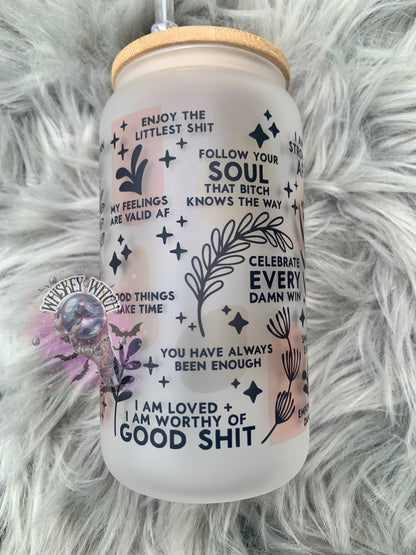 ENJOY THE
LITTLEST SHIT
FOLLOW YOUR
SOUL
THAT BITCH
KNOWS THE WAY
MY FEELINGS
ARE VALID AF
CELEBRATE
EVERY
DAMN WIN
WHISKEY WITCH
GOOD THINGS
TAKE TIME
YOU HAVE ALWAYS
BEEN ENOUGH
I AM LOVED +
I AM WORTHY OF
GOOD SHIT